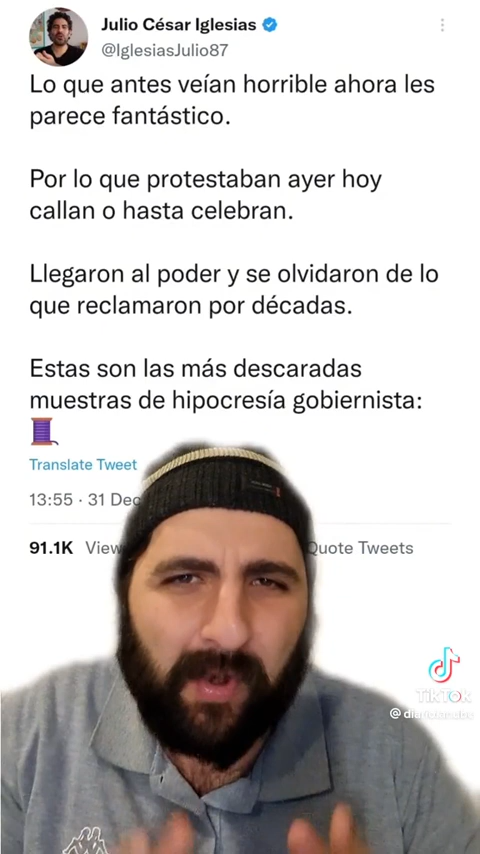 Julio César Iglesias
@IglesiasJulio87
Lo que antes veían horrible ahora les
parece fantástico.
Por lo que protestaban ayer hoy
callan o hasta celebran.
Llegaron al poder y se olvidaron de lo
que reclamaron por décadas.
Estas son las más descaradas
muestras de hipocresía gobiernista:
Translate Tweet
13:55 · 31 Dec
91.1K View Quote Tweets
TikTok